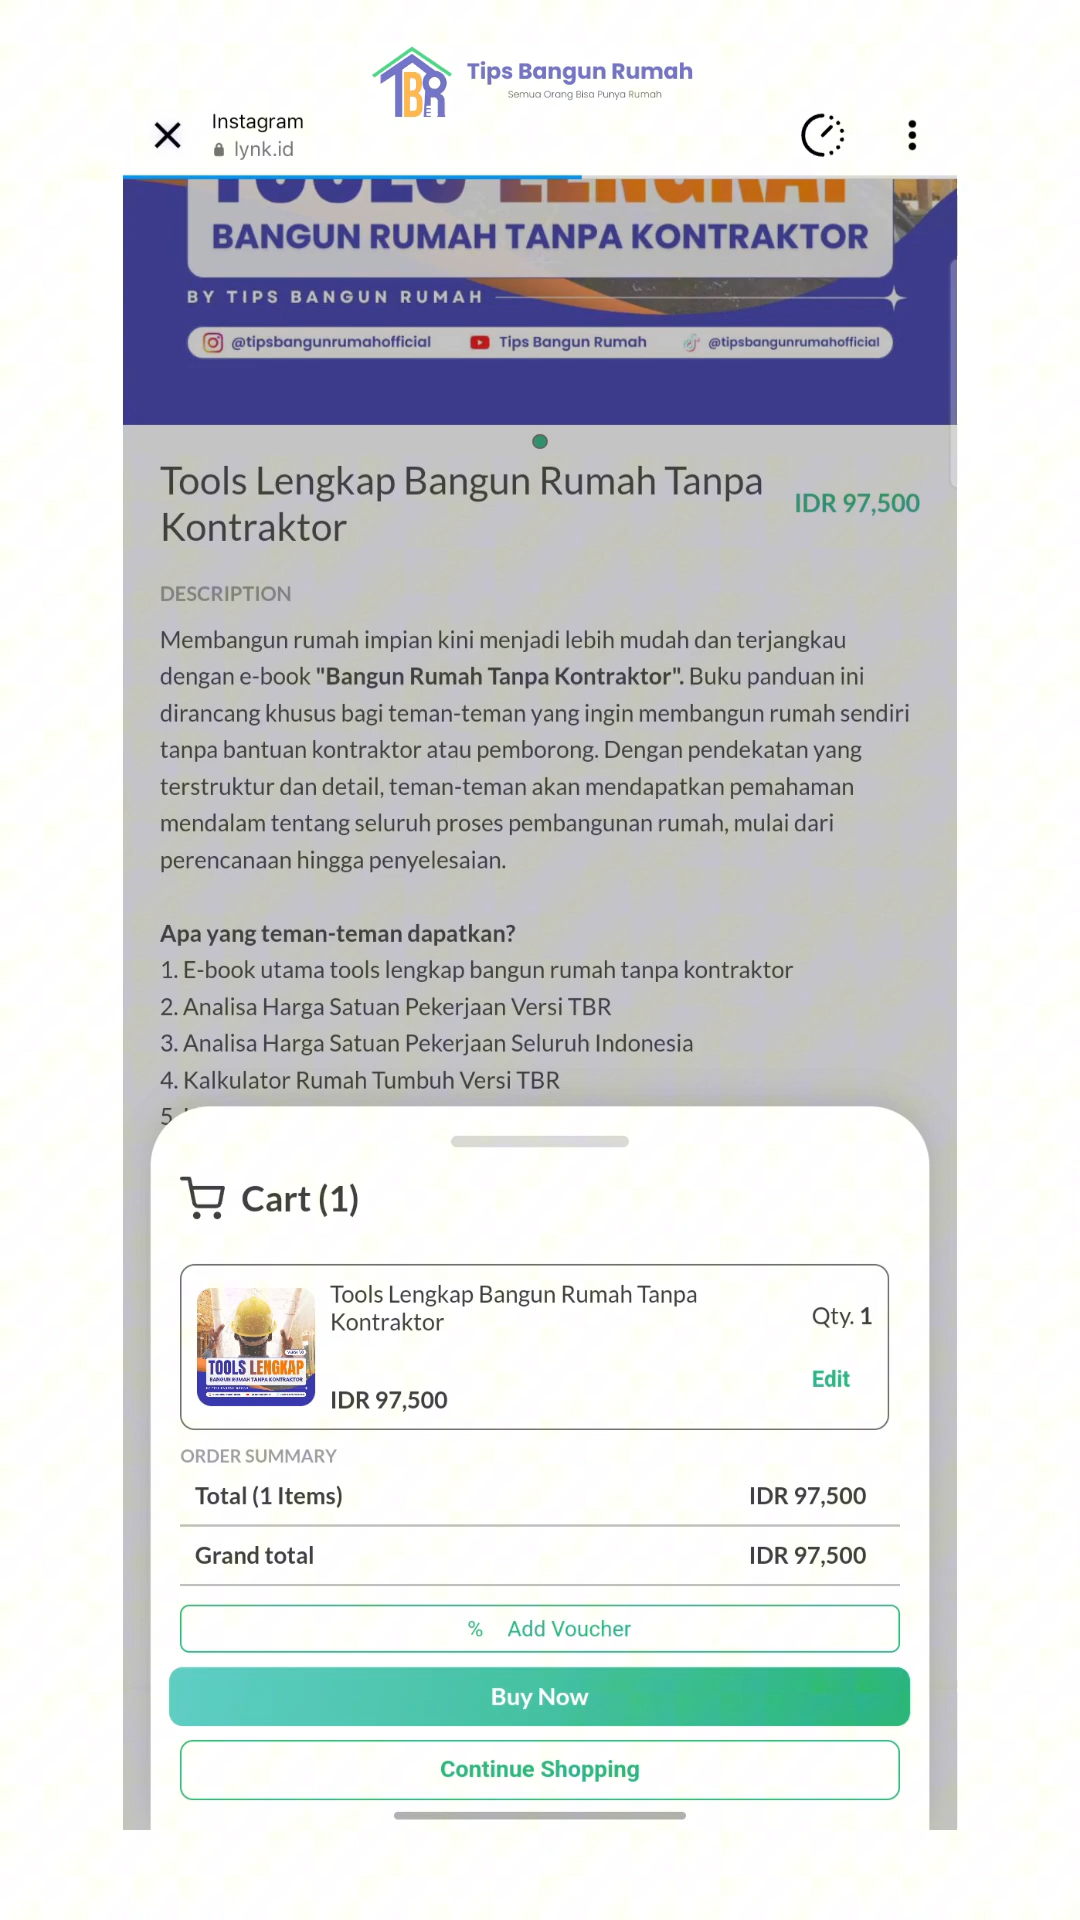 Tips Bangun Rumah
Semua Orang Bisa Punya Rumah
Instagram
lynk.id
TOOLS LENGKAP
BANGUN RUMAH TANPA KONTRAKTOR
BY TIPS BANGUN RUMAH
@tipsbangunrumahofficial Tips Bangun Rumah @tipsbangunrumahofficial
Tools Lengkap Bangun Rumah Tanpa
Kontraktor
IDR 97,500
DESCRIPTION
Membangun rumah impian kini menjadi lebih mudah dan terjangkau
dengan e-book "Bangun Rumah Tanpa Kontraktor". Buku panduan ini
dirancang khusus bagi teman-teman yang ingin membangun rumah sendiri
tanpa bantuan kontraktor atau pemborong. Dengan pendekatan yang
terstruktur dan detail, teman-teman akan mendapatkan pemahaman
mendalam tentang seluruh proses pembangunan rumah, mulai dari
perencanaan hingga penyelesaian.
Apa yang teman-teman dapatkan?
1. E-book utama tools lengkap bangun rumah tanpa kontraktor
2. Analisa Harga Satuan Pekerjaan Versi TBR
3. Analisa Harga Satuan Pekerjaan Seluruh Indonesia
4. Kalkulator Rumah Tumbuh Versi TBR
5.
Cart (1)
TOOLS LENGKAP
BANGUN RUMAH TANPA KONTRAKTOR
Tools Lengkap Bangun Rumah Tanpa
Kontraktor
Qty. 1
Edit
IDR 97,500
ORDER SUMMARY
Total (1 Items) IDR 97,500
Grand total IDR 97,500
% Add Voucher
Buy Now
Continue Shopping